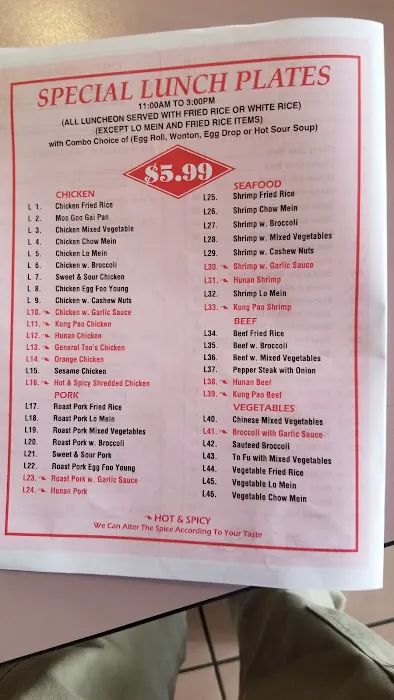 SPECIAL LUNCH PLATES
11:00AM TO 3:00PM
(ALL LUNCHEON SERVED WITH FRIED RICE OR WHITE RICE)
(EXCEPT LO MEIN AND FRIED RICE ITEMS)
with Combo Choice of (Egg Roll, Wonton, Egg Drop or Hot Sour Soup)
$5.99
CHICKEN
L 1. Chicken Fried Rice
L 2. Moo Goo Gai Pan
L 3. Chicken Mixed Vegetable
L 4. Chicken Chow Mein
L 5. Chicken Lo Mein
L 6. Chicken w. Broccoli
L 7. Sweet & Sour Chicken
L 8. Chicken Egg Foo Young
L 9. Chicken w. Cashew Nuts
L10. Chicken w. Garlic Sauce
L11. Kung Pao Chicken
L12. Hunan Chicken
L13. General Tso's Chicken
L14. Orange Chicken
L15. Sesame Chicken
L16. Hot & Spicy Shredded Chicken
PORK
L17. Roast Pork Fried Rice
L18. Roast Pork Lo Mein
L19. Roast Pork Mixed Vegetables
L20. Roast Pork w. Broccoli
L21. Sweet & Sour Pork
L22. Roast Pork Egg Foo Young
L23. Roast Pork w. Garlic Sauce
L24. Hunan Pork
SEAFOOD
L25. Shrimp Fried Rice
L26. Shrimp Chow Mein
L27. Shrimp w. Broccoli
L28. Shrimp w. Mixed Vegetables
L29. Shrimp w. Cashew Nuts
L30. Shrimp w. Garlic Sauce
L31. Hunan Shrimp
L32. Shrimp Lo Mein
L33. Kung Pao Shrimp
BEEF
L34. Beef Fried Rice
L35. Beef w. Broccoli
L36. Beef w. Mixed Vegetables
L37. Pepper Steak with Onion
L38. Hunan Beef
L39. Kung Pao Beef
VEGETABLES
L40. Chinese Mixed Vegetables
L41. Broccoli with Garlic Sauce
L42. Sauteed Broccoli
L43. To Fu with Mixed Vegetables
L44. Vegetable Fried Rice
L45. Vegetable Lo Mein
L46. Vegetable Chow Mein
HOT & SPICY
We Can Alter The Spice According To Your Taste